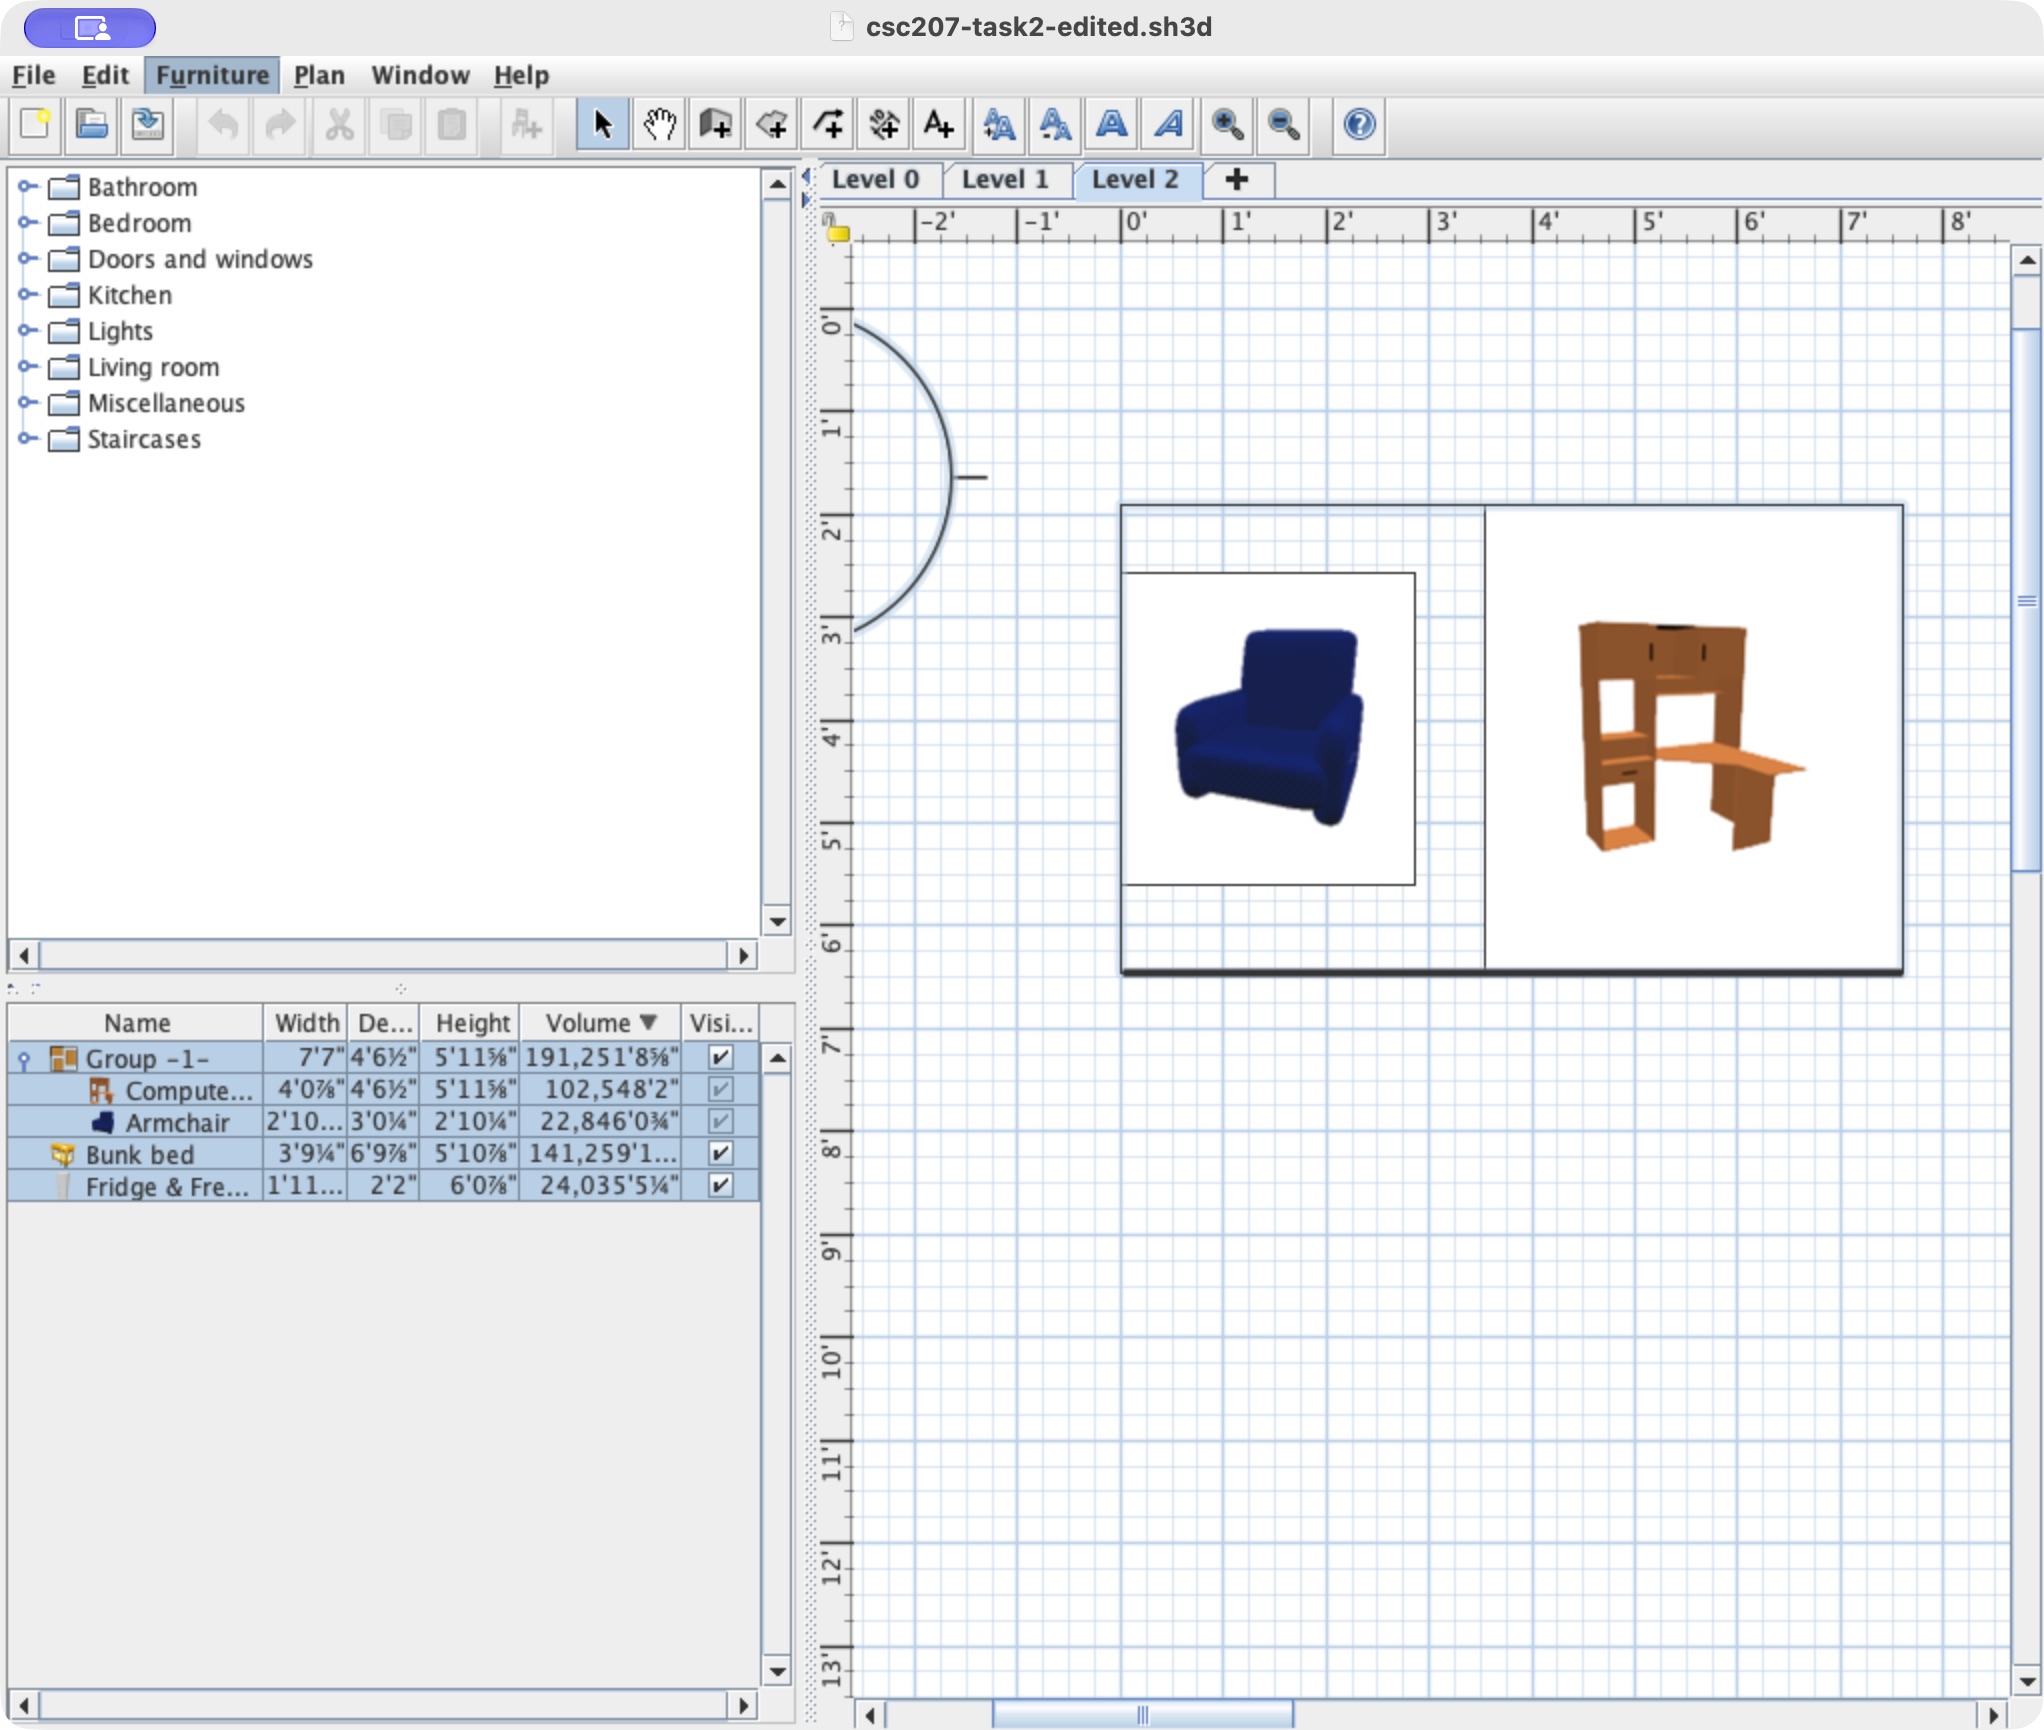 csc207-task2-edited.sh3d
File Edit Furniture Plan Window Help
Bathroom
Bedroom
Doors and windows
Kitchen
Lights
Living room
Miscellaneous
Staircases
Name Width De... Height Volume Visi...
Group -1- 7'7" 4'6½" 5'11⅝" 191,251'8⅝"
Compute... 4'0⅞" 4'6½" 5'11⅝" 102,548'2"
Armchair 2'10... 3'0¼" 2'10¼" 22,846'0¾"
Bunk bed 3'9¼" 6'9⅞" 5'10⅞" 141,259'1...
Fridge & Fre... 1'11... 2'2" 6'0⅞" 24,035'5¼"
Level 0 Level 1 Level 2
-2' -1' 0' 1' 2' 3' 4' 5' 6' 7' 8'
0'
1'
2'
3'
4'
5'
6'
7'
8'
9'
10'
11'
12'
13'